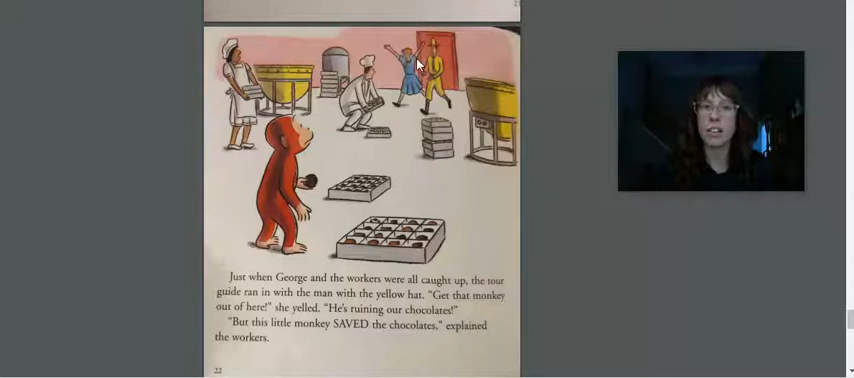 Just when George and the workers were all caught up, the tour
guide ran in with the man with the yellow hat. "Get that monkey
out of here!" she yelled. "He's ruining our chocolates!"
"But this little monkey SAVED the chocolates," explained
the workers.
22